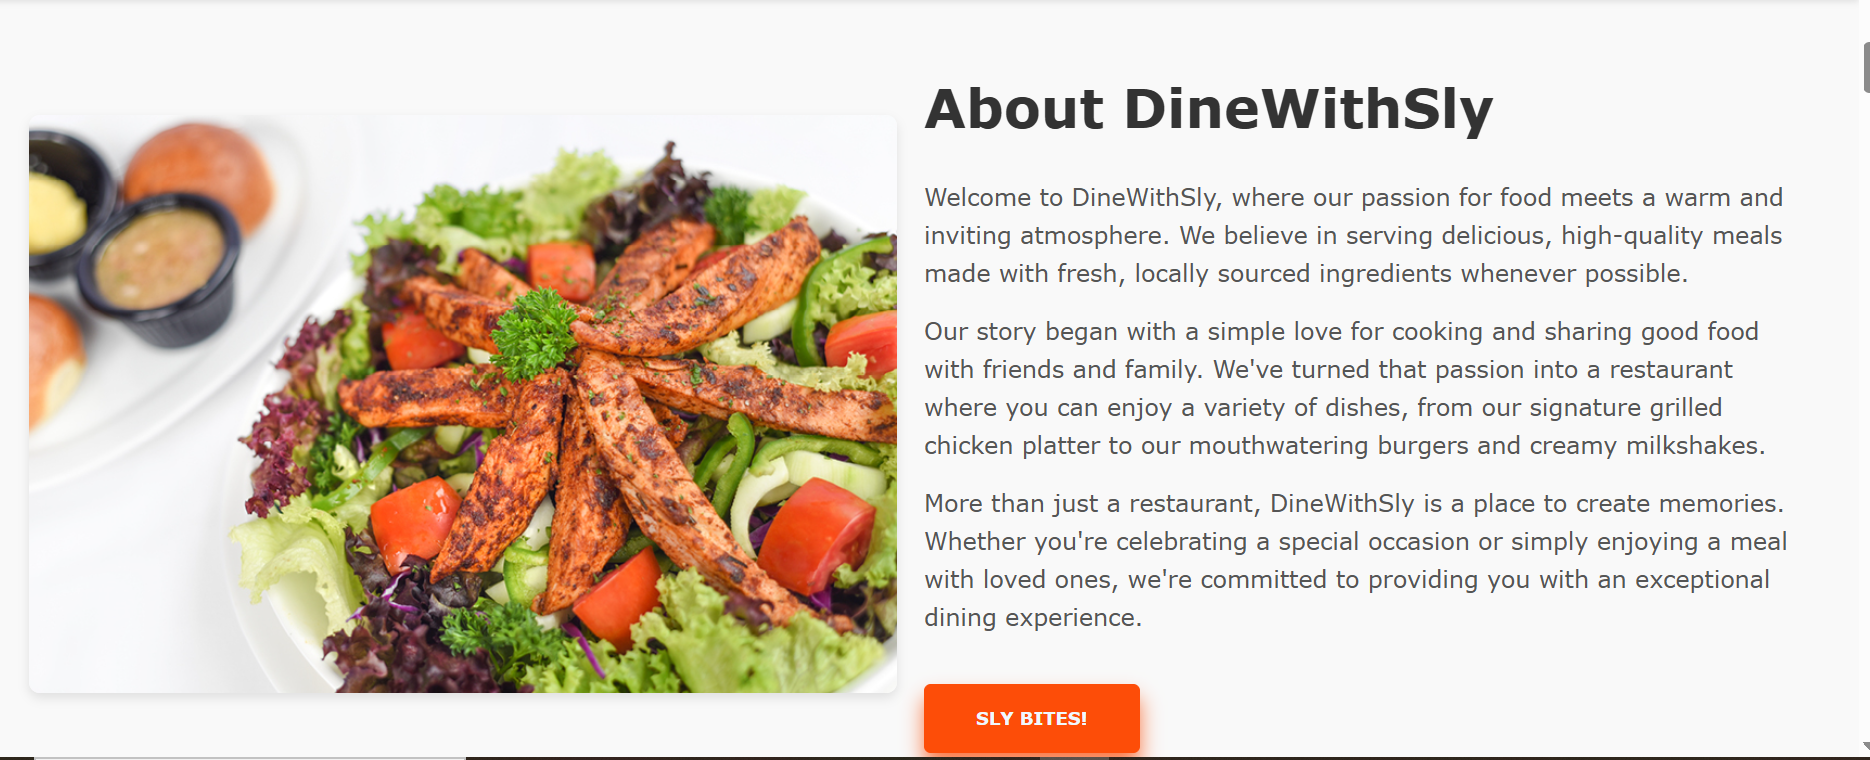 About DineWithSly
Welcome to DineWithSly, where our passion for food meets a warm and
inviting atmosphere. We believe in serving delicious, high-quality meals
made with fresh, locally sourced ingredients whenever possible.
Our story began with a simple love for cooking and sharing good food
with friends and family. We've turned that passion into a restaurant
where you can enjoy a variety of dishes, from our signature grilled
chicken platter to our mouthwatering burgers and creamy milkshakes.
More than just a restaurant, DineWithSly is a place to create memories.
Whether you're celebrating a special occasion or simply enjoying a meal
with loved ones, we're committed to providing you with an exceptional
dining experience.
SLY BITES!